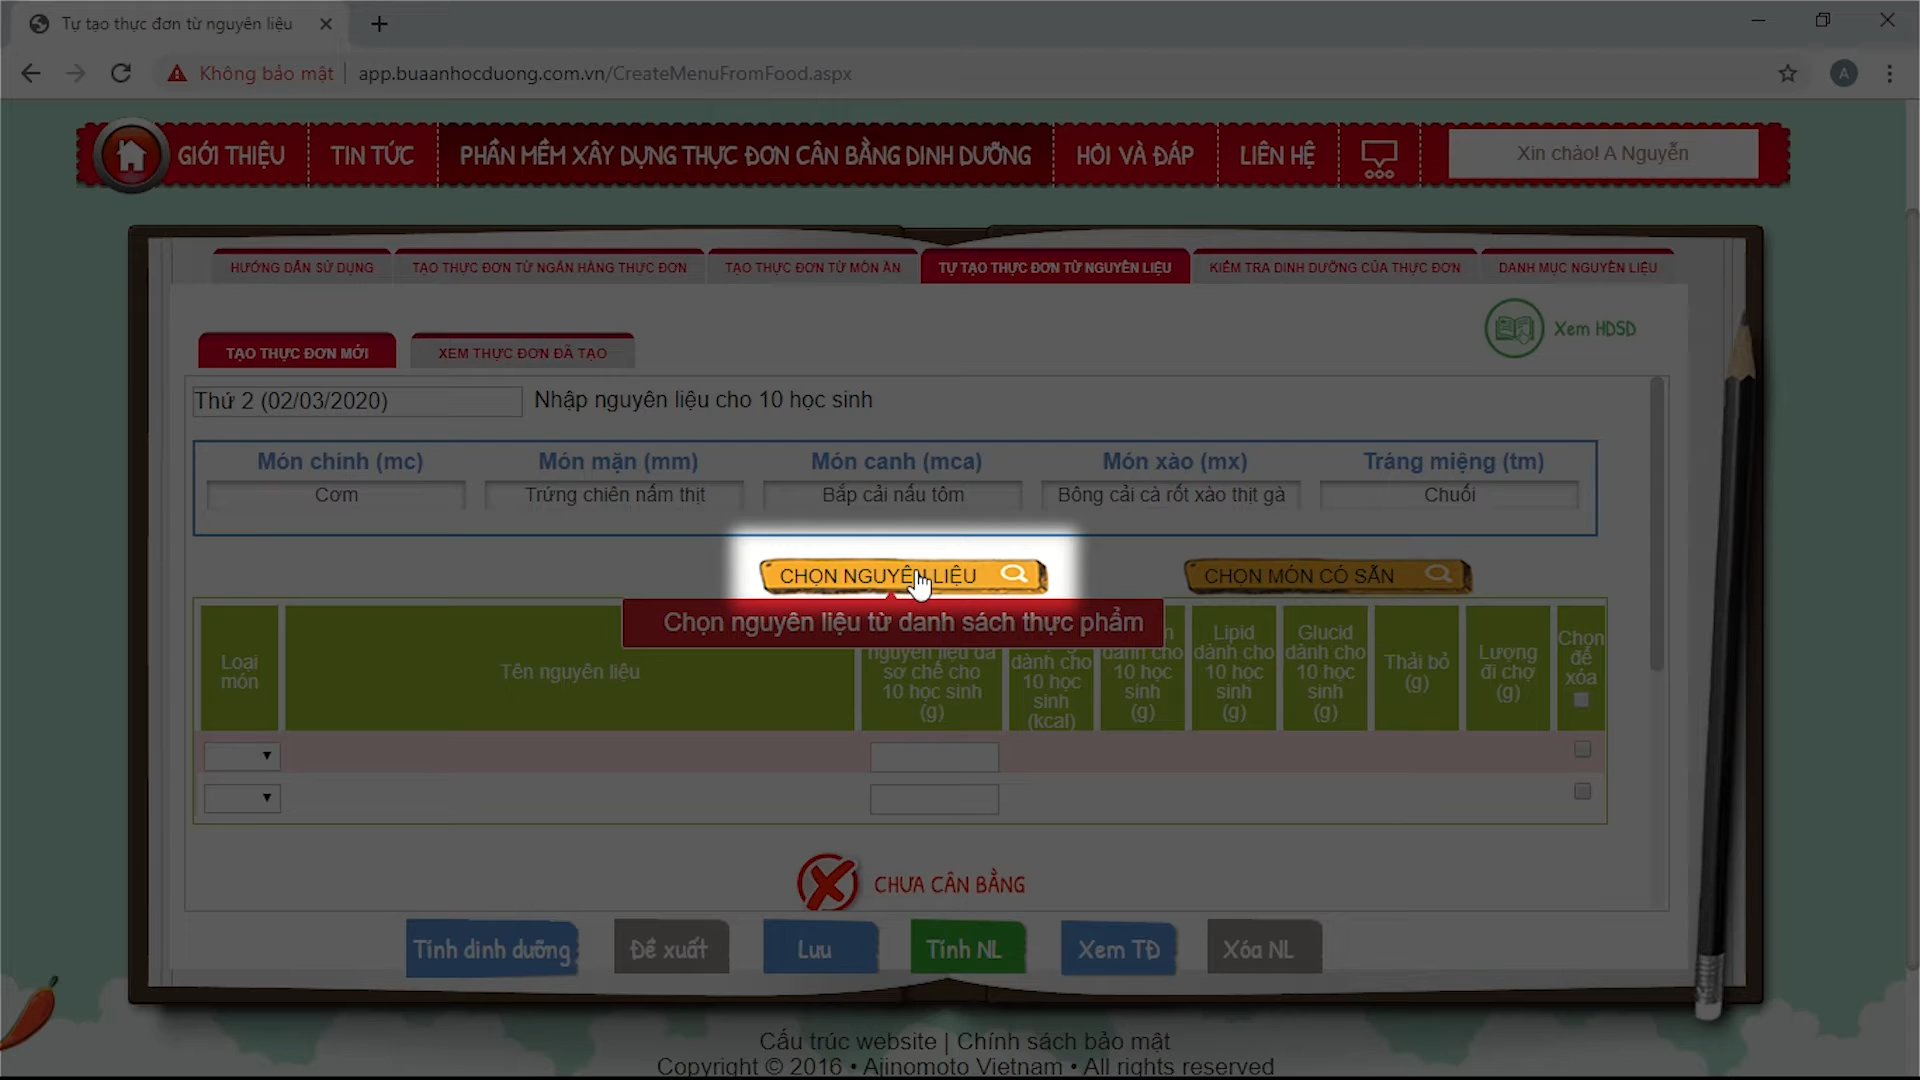 Tự tạo thực đơn từ nguyên liệu
Không bảo mật
app.buaanhocduong.com.vn/CreateMenuFromFood.aspx
A
GIỚI THIỆU
TIN TỨC
PHẦN MỀM XÂY DỰNG THỰC ĐƠN CÂN BẰNG DINH DƯỠNG
HỎI VÀ ĐÁP
LIÊN HỆ
Xin chào! A Nguyễn
HƯỚNG DẪN SỬ DỤNG
TẠO THỰC ĐƠN TỪ NGÂN HÀNG THỰC ĐƠN
TẠO THỰC ĐƠN TỪ MÓN ĂN
TỰ TẠO THỰC ĐƠN TỪ NGUYÊN LIỆU
KIỂM TRA DINH DƯỠNG CỦA THỰC ĐƠN
DANH MỤC NGUYÊN LIỆU
Xem HDSD
TẠO THỰC ĐƠN MỚI
XEM THỰC ĐƠN ĐÃ TẠO
Thứ 2 (02/03/2020)
Nhập nguyên liệu cho 10 học sinh
Món chính (mc)
Món mặn (mm)
Món canh (mca)
Món xào (mx)
Tráng miệng (tm)
Cơm
Trứng chiên nấm thịt
Bắp cải nấu tôm
Bông cải cà rốt xào thịt gà
Chuối
CHỌN NGUYÊN LIỆU
CHỌN MÓN CÓ SẴN
Chọn nguyên liệu từ danh sách thực phẩm
Loại
món
Tên nguyên liệu
nguyên liệu đã
sơ chế cho
10 học sinh
(g)
dành cho
10 học
sinh
(kcal)
dành cho
10 học
sinh
(g)
Lipid
dành cho
10 học
sinh
(g)
Glucid
dành cho
10 học
sinh
(g)
Thải bỏ
(g)
Lượng
đi chợ
(g)
Chọn
để
xóa
CHƯA CÂN BẰNG
Tính dinh dưỡng
Đề xuất
Lưu
Tính NL
Xem TĐ
Xóa NL
Cấu trúc website | Chính sách bảo mật
Copyright © 2016 • Ajinomoto Vietnam • All rights reserved